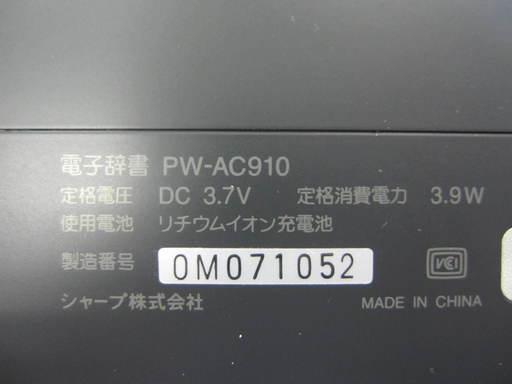 電子辞書 PW-AC910
定格電圧 DC 3.7V 定格消費電力 3.9W
使用電池 リチウムイオン充電池
製造番号 0M071052 VCCI
シャープ株式会社 MADE IN CHINA